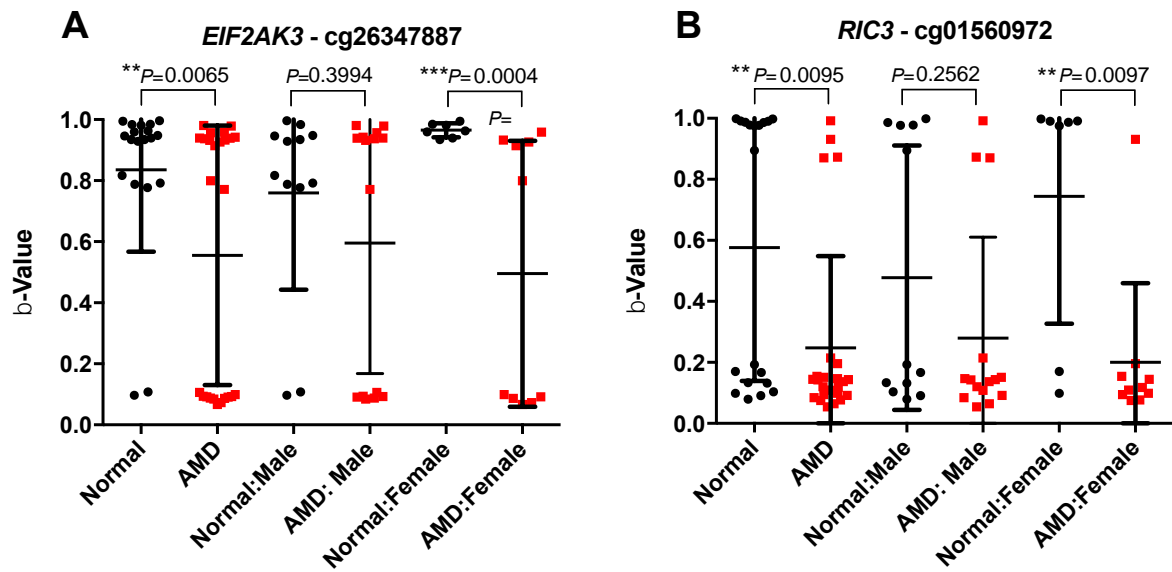 A
EIF2AK3 - cg26347887
**P=0.0065
P=0.3994
***P=0.0004
P=
b-Value
1.0
0.8
0.6
0.4
0.2
0.0
Normal
AMD
Normal:Male
AMD: Male
Normal:Female
AMD:Female
B
RIC3 - cg01560972
**P=0.0095
P=0.2562
**P=0.0097
b-Value
1.0
0.8
0.6
0.4
0.2
0.0
Normal
AMD
Normal:Male
AMD: Male
Normal:Female
AMD:Female